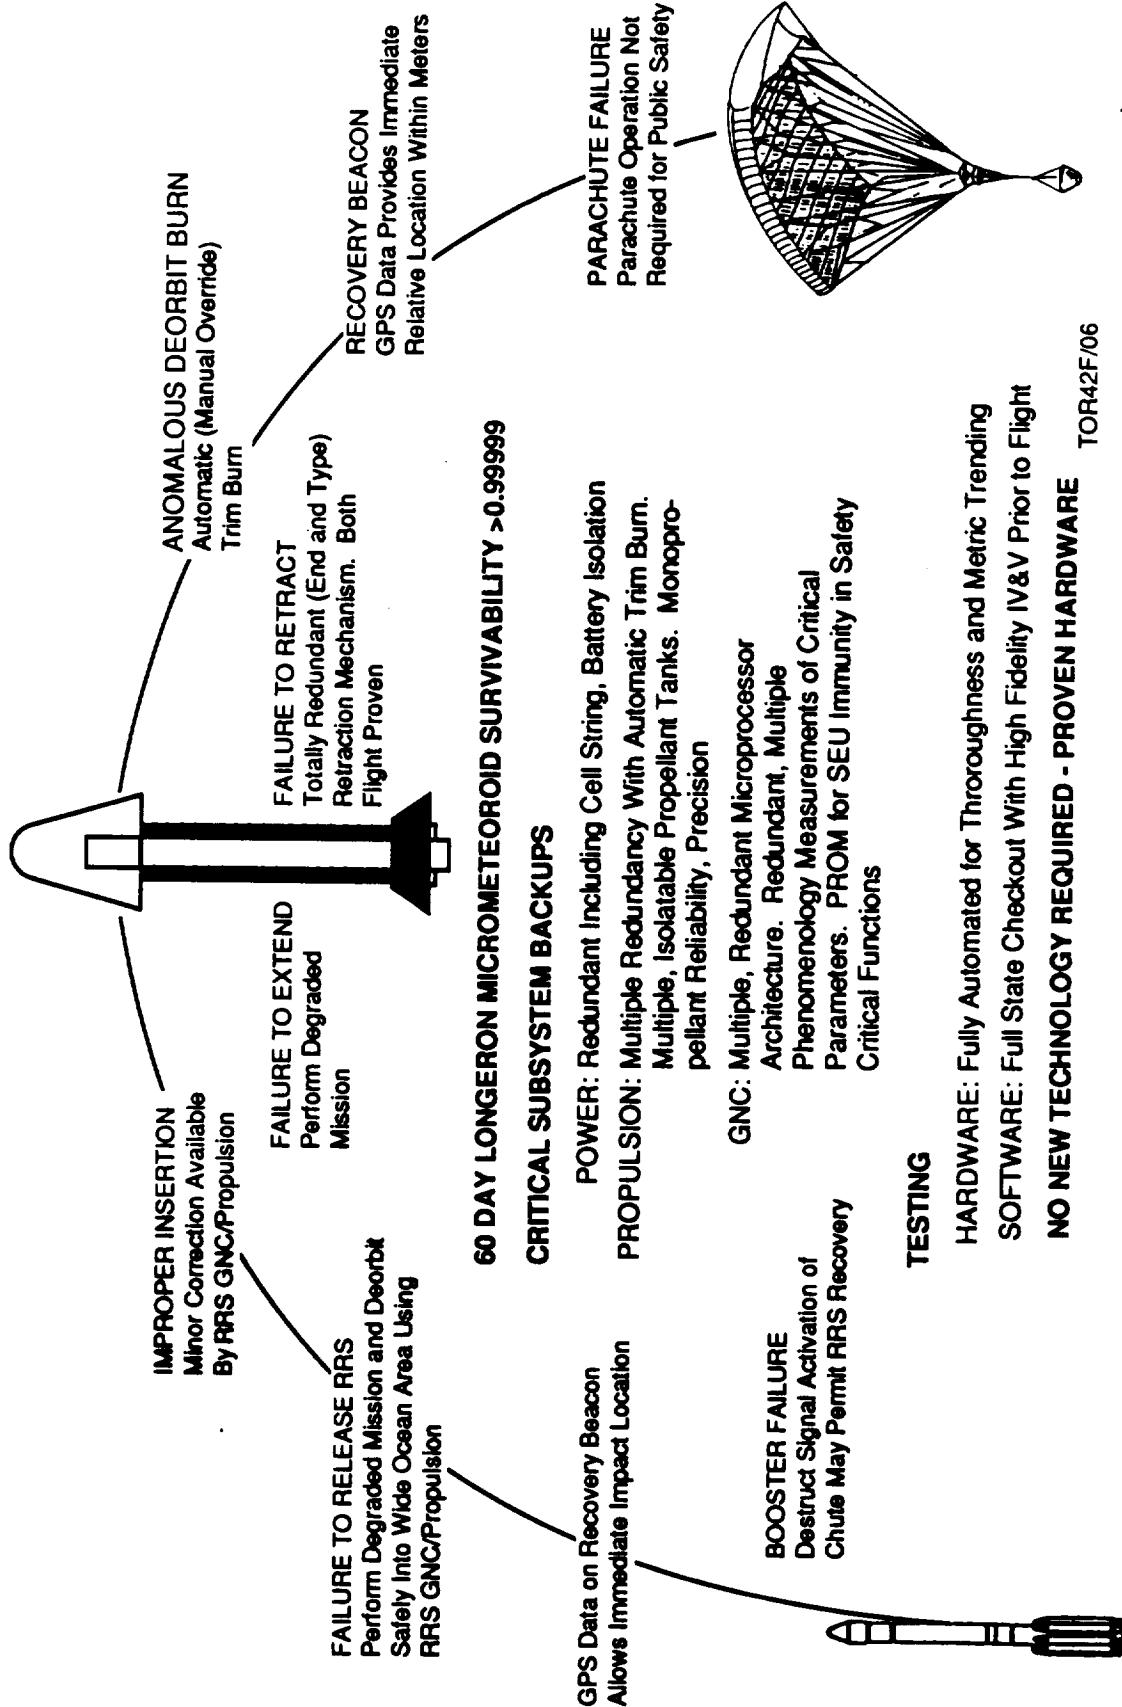 IMPROPER INSERTION
Minor Correction Available
By RRS GNC/Propulsion
ANOMALOUS DEORBIT BURN
Automatic (Manual Override)
Trim Burn
FAILURE TO EXTEND
Perform Degraded
Mission
FAILURE TO RETRACT
Totally Redundant (End and Type)
Retraction Mechanism. Both
Flight Proven
FAILURE TO RELEASE RRS
Perform Degraded Mission and Deorbit
Safely Into Wide Ocean Area Using
RRS GNC/Propulsion
RECOVERY BEACON
GPS Data Provides Immediate
Relative Location Within Meters
60 DAY LONGERON MICROMETEOROID SURVIVABILITY >0.99999
CRITICAL SUBSYSTEM BACKUPS
POWER: Redundant Including Cell String, Battery Isolation
PROPULSION: Multiple Redundancy With Automatic Trim Burn.
Multiple, Isolatable Propellant Tanks. Monopro-
pellant Reliability, Precision
GNC: Multiple, Redundant Microprocessor
Architecture. Redundant, Multiple
Phenomenology Measurements of Critical
Parameters. PROM for SEU Immunity in Safety
Critical Functions
GPS Data on Recovery Beacon
Allows Immediate Impact Location
PARACHUTE FAILURE
Parachute Operation Not
Required for Public Safety
BOOSTER FAILURE
Destruct Signal Activation of
Chute May Permit RRS Recovery
TESTING
HARDWARE: Fully Automated for Throroughness and Metric Trending
SOFTWARE: Full State Checkout With High Fidelity IV&V Prior to Flight
NO NEW TECHNOLOGY REQUIRED - PROVEN HARDWARE
TOR42F/06